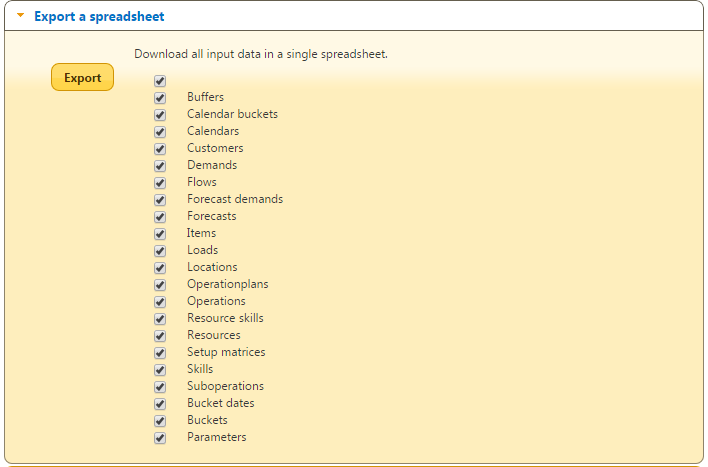 Export a spreadsheet
Download all input data in a single spreadsheet.
Export
Buffers
Calendar buckets
Calendars
Customers
Demands
Flows
Forecast demands
Forecasts
Items
Loads
Locations
Operationplans
Operations
Resource skills
Resources
Setup matrices
Skills
Suboperations
Bucket dates
Buckets
Parameters